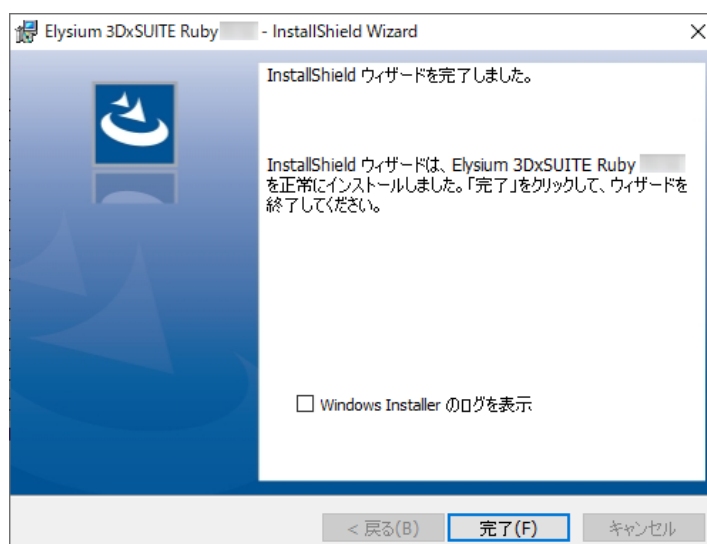 Elysium 3DxSUITE Ruby - InstallShield Wizard
InstallShield ウィザードを完了しました。
InstallShield ウィザードは、Elysium 3DxSUITE Ruby
を正常にインストールしました。「完了」をクリックして、ウィザードを
終了してください。
Windows Installer のログを表示
< 戻る(B) 完了(F) キャンセル